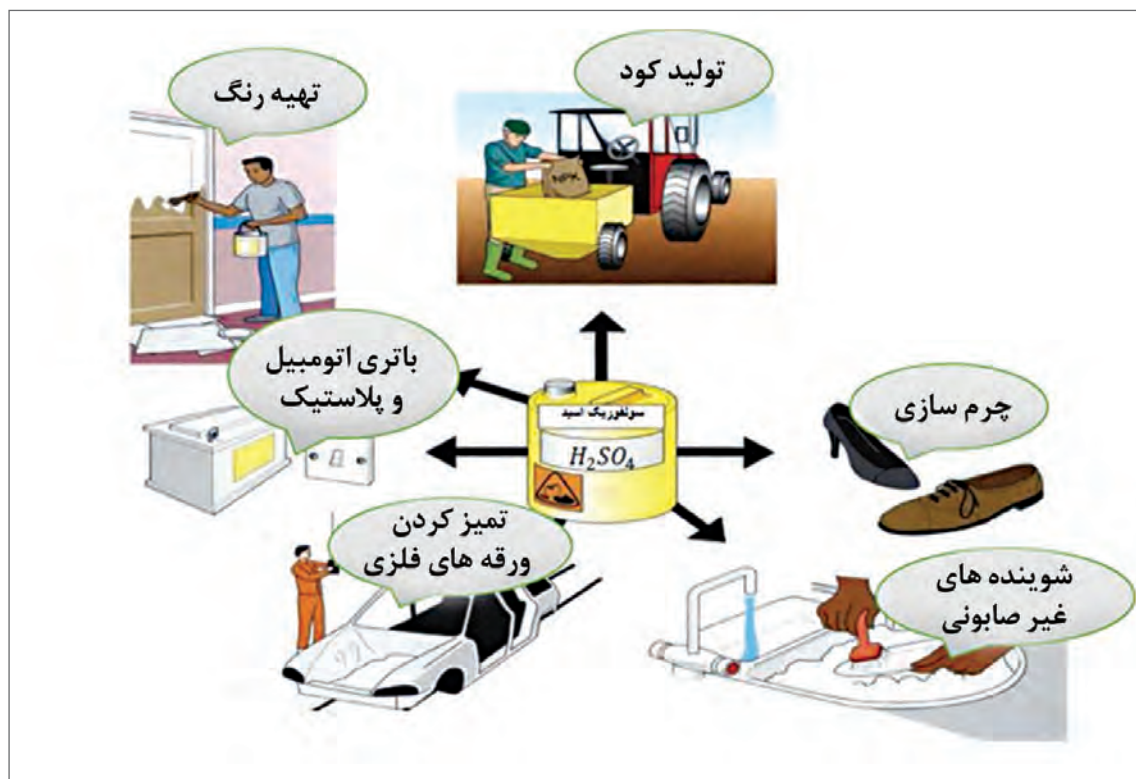 تولید کود
تهیه رنگ
NPK
باتری اتومبیل
و پلاستیک
سولفوریک اسید
H₂SO₄
چرم سازی
تمیز کردن
ورقه های فلزی
شوینده های
غیر صابونی